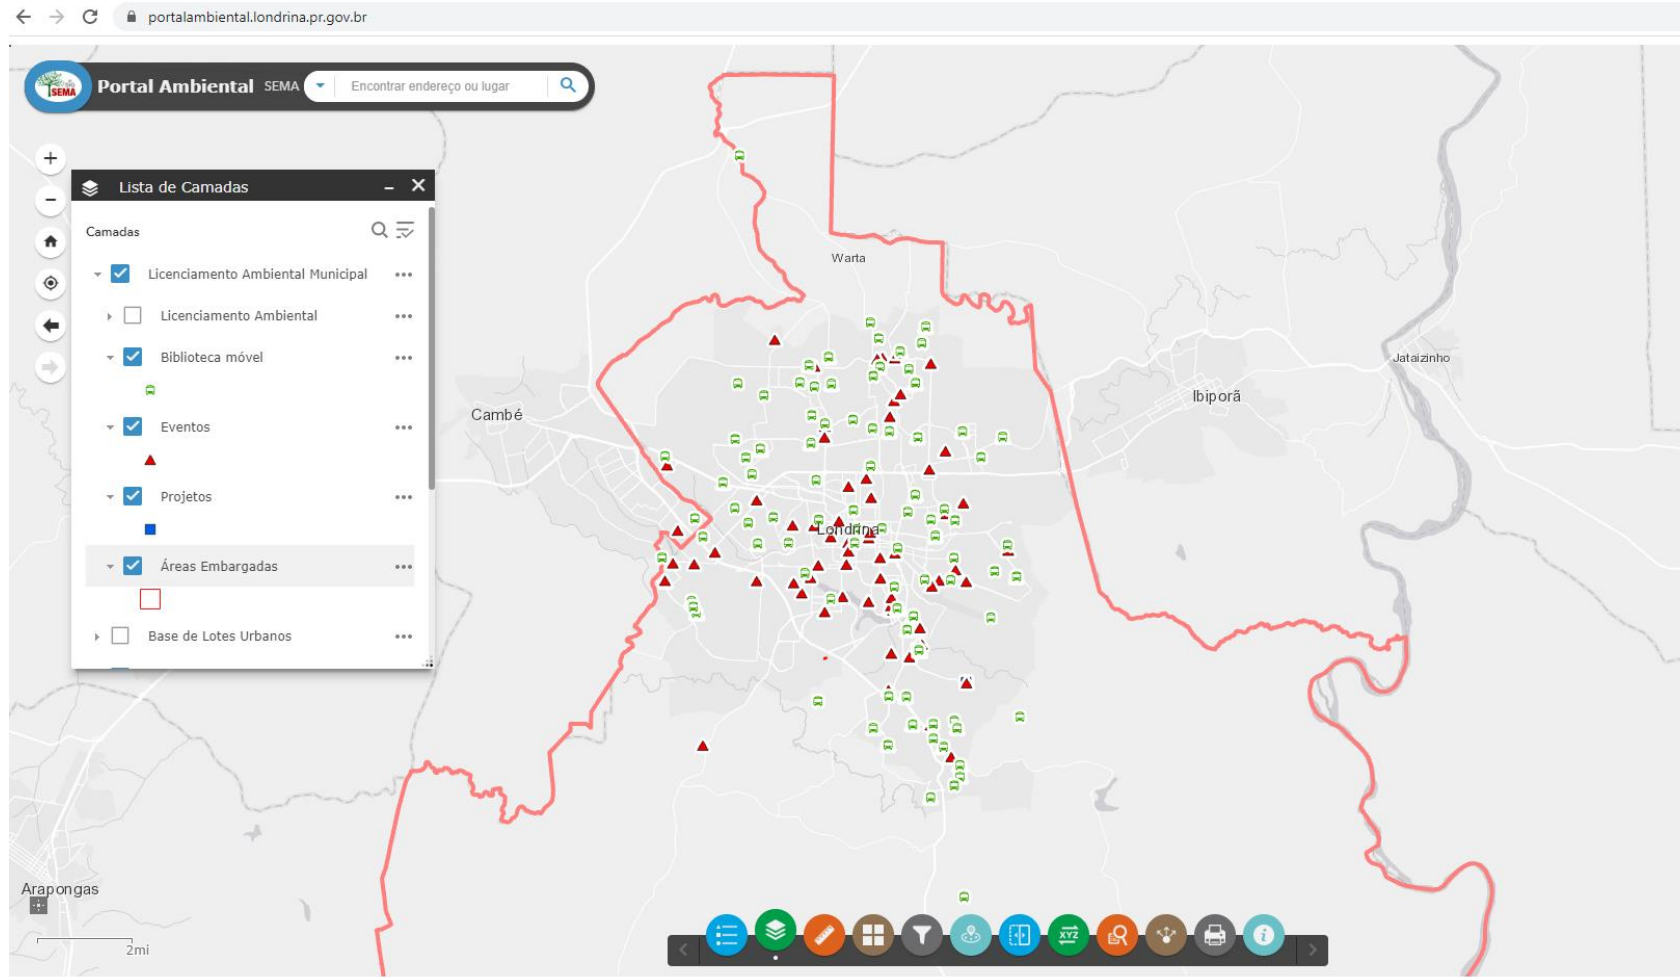 portalambiental.londrina.pr.gov.br
SEMA
Portal Ambiental SEMA
Encontrar endereço ou lugar
Lista de Camadas
Camadas
Licenciamento Ambiental Municipal
Licenciamento Ambiental
Biblioteca móvel
Eventos
Projetos
Áreas Embargadas
Base de Lotes Urbanos
Warta
Cambé
Ibiporã
Jataizinho
Londrina
Arapongas
2mi
XYZ